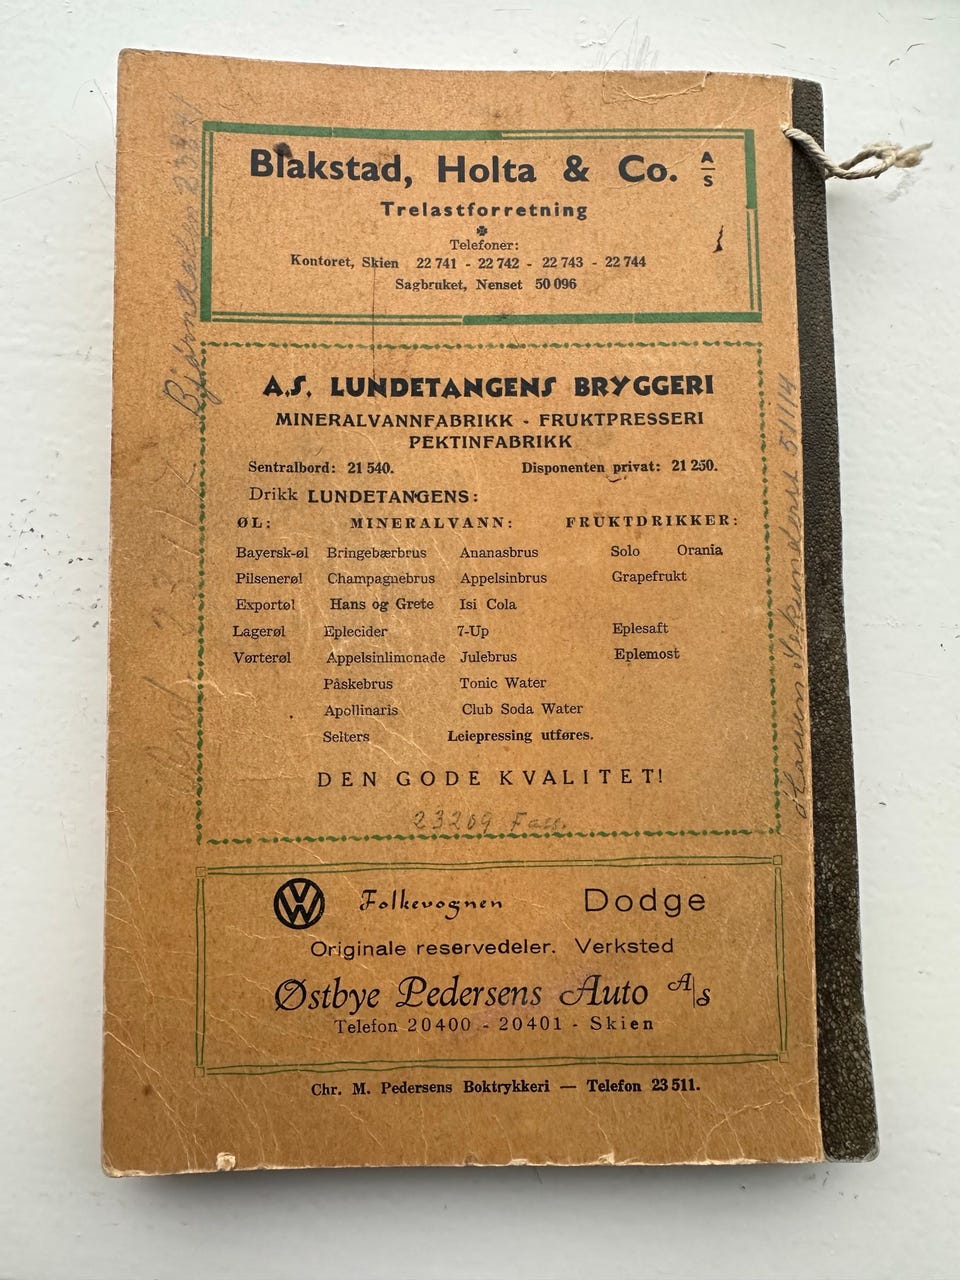 Blakstad, Holta & Co. A/S
Trelastforretning
Telefoner:
Kontoret, Skien 22 741 - 22 742 - 22 743 - 22 744
Sagbruket, Nenset 50 096
A.S. LUNDETANGENS BRYGGERI
MINERALVANNFABRIKK - FRUKTPRESSERI
PEKTINFABRIKK
Sentralbord: 21 540. Disponenten privat: 21 250.
Drikk LUNDETANGENS:
ØL: MINERALVANN: FRUKTDRIKKER:
Bayersk-øl Bringebærbrus Ananasbrus Solo Orania
Pilsenerøl Champagnebrus Appelsinbrus Grapefrukt
Exportøl Hans og Grete Isi Cola
Lagerøl Eplecider 7-Up Eplesaft
Vørterøl Appelsinlimonade Julebrus Eplemost
Påskebrus Tonic Water
Apollinaris Club Soda Water
Selters Leiepressing utføres.
DEN GODE KVALITET!
23209
VW Folkevognen Dodge
Originale reservedeler. Verksted
Østbye Pedersens Auto A/S
Telefon 20400 - 20401 - Skien
Chr. M. Pedersens Boktrykkeri — Telefon 23 511.
Bjørndalen
51114